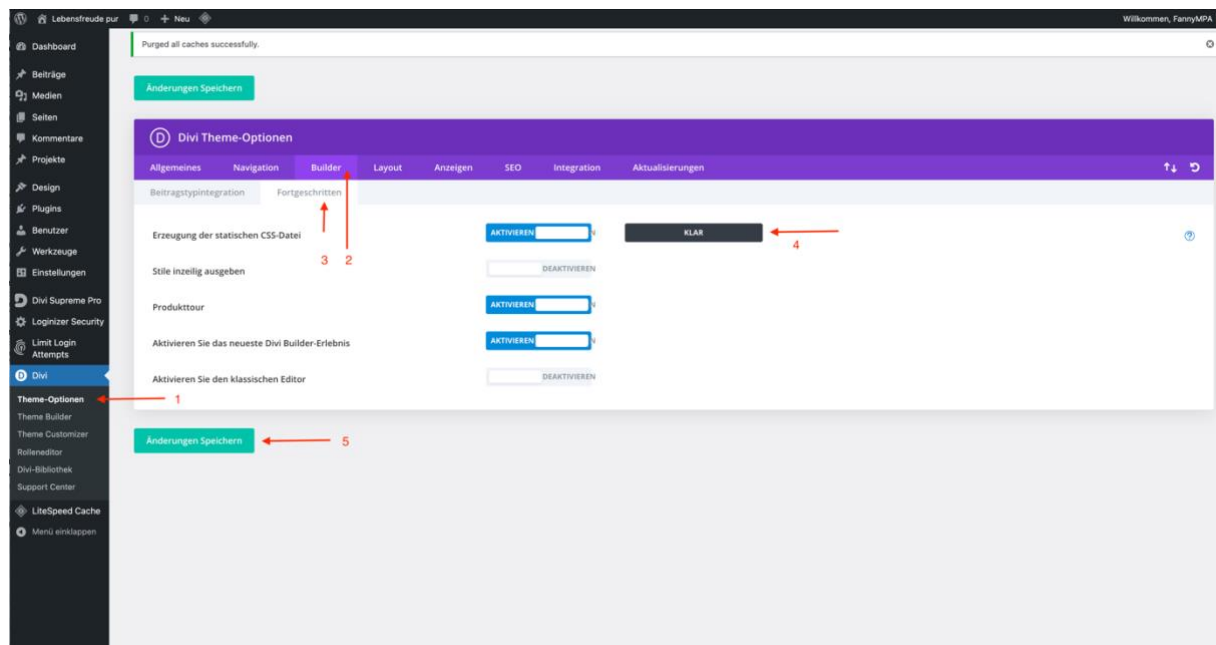 Lebensfreude pur 0 + Neu Willkommen, FannyMPA
Dashboard
Beiträge
Medien
Seiten
Kommentare
Projekte
Design
Plugins
Benutzer
Werkzeuge
Einstellungen
Divi Supreme Pro
Loginizer Security
Limit Login
Attempts
Divi
Theme-Optionen
Theme Builder
Theme Customizer
Rolleneditor
Divi-Bibliothek
Support Center
LiteSpeed Cache
Menü einklappen
Purged all caches successfully.
Änderungen Speichern
D Divi Theme-Optionen
Allgemeines Navigation Builder Layout Anzeigen SEO Integration Aktualisierungen
Beitragstypintegration Fortgeschritten
Erzeugung der statischen CSS-Datei AKTIVIEREN N KLAR
4
3 2
Stile inzeilig ausgeben DEAKTIVIEREN
Produkttour AKTIVIEREN N
Aktivieren Sie das neueste Divi Builder-Erlebnis AKTIVIEREN N
Aktivieren Sie den klassischen Editor DEAKTIVIEREN
1
Änderungen Speichern 5